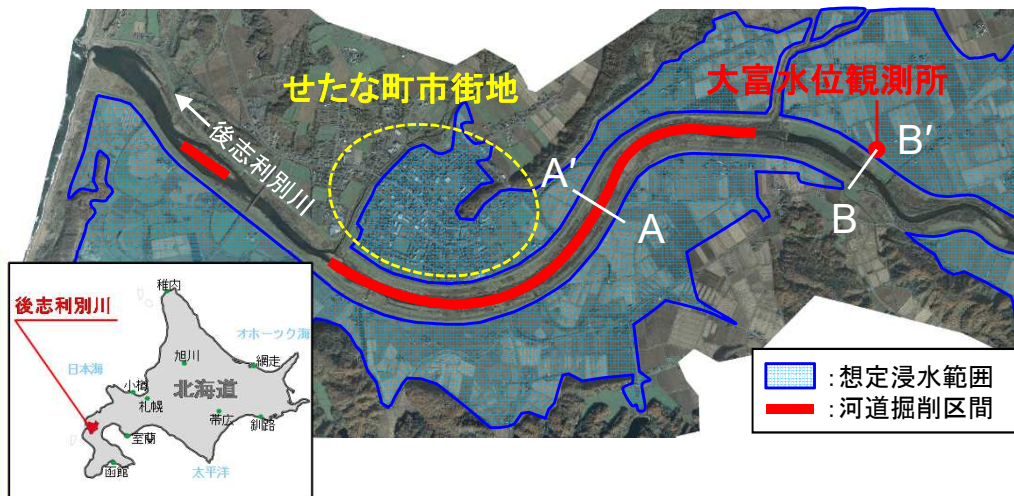 せたな町市街地
大富水位観測所
後志利別川
A'
A
B'
B
後志利別川
稚内
オホーツク海
日本海
旭川
網走
小樽
北海道
札幌
帯広
釧路
室蘭
函館
太平洋
：想定浸水範囲
：河道掘削区間